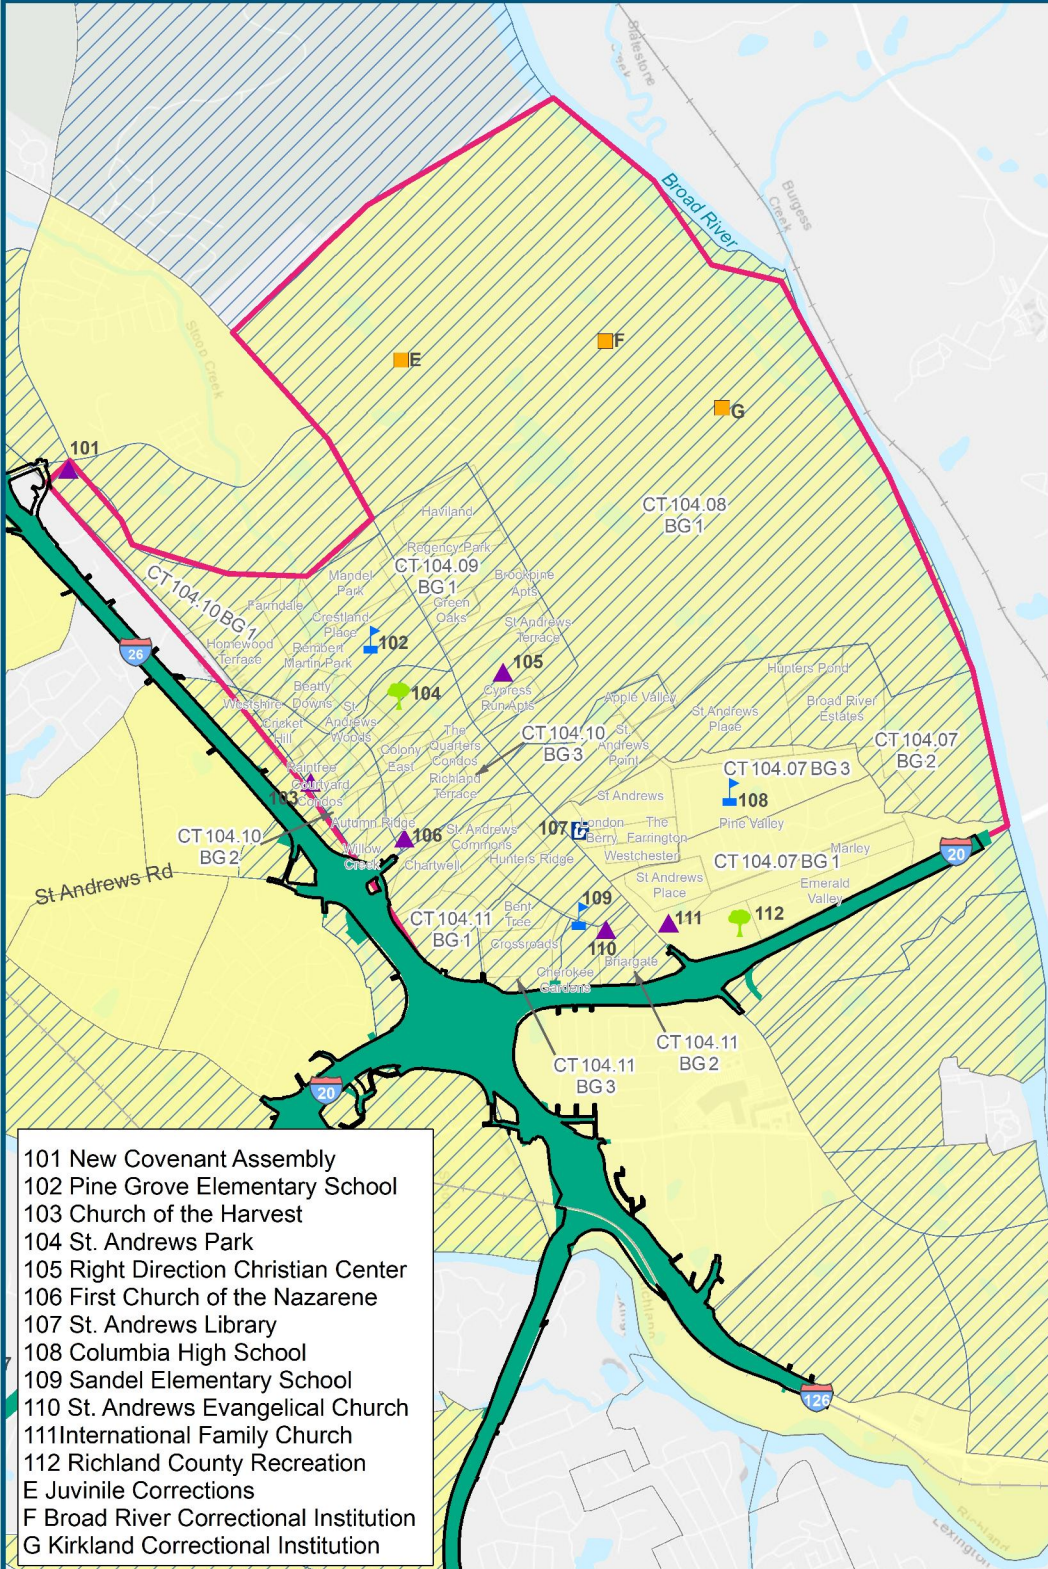 Slatestone
Creek
Burgess
Creek
Broad River
Stoop Creek
E
F
G
101
CT 104.08
BG 1
Haviland
Regency Park
CT 104.09
BG 1
Mandel
Park
Brookpine
Apts
CT 104.10 BG 1
Farmdale
Crestland
Place
Green
Oaks
St Andrews
Terrace
102
Homewood
Terrace
Rembert
Martin Park
105
26
Hunters Pond
Beatty
Downs
104
Cypress
Run Apts
Apple Valley
Broad River
Estates
Westshire
St.
Andrews
Woods
St Andrews
Place
Cricket
Hill
The
Quarters
Condos
CT 104.10
BG 3
St.
Andrews
Point
CT 104.07
BG 2
Colony
East
CT 104.07 BG 3
Raintree
Courtyard
Condos
Richland
Terrace
103
St Andrews
108
Autumn Ridge
106
St. Andrews
Commons
107
London
Berry
The
Farrington
Pine Valley
CT 104.10
BG 2
Willow
Creek
Chartwell
Hunters Ridge
Westchester
CT 104.07 BG 1
Marley
20
St Andrews Rd
St Andrews
Place
Emerald
Valley
109
CT 104.11
BG 1
Bent
Tree
111
112
Crossroads
110
Briargate
Cherokee
Gardens
CT 104.11
BG 2
CT 104.11
BG 3
20
101 New Covenant Assembly
102 Pine Grove Elementary School
103 Church of the Harvest
104 St. Andrews Park
105 Right Direction Christian Center
106 First Church of the Nazarene
107 St. Andrews Library
108 Columbia High School
109 Sandel Elementary School
110 St. Andrews Evangelical Church
111International Family Church
112 Richland County Recreation
E Juvinile Corrections
F Broad River Correctional Institution
G Kirkland Correctional Institution
126
Richland
Lexington